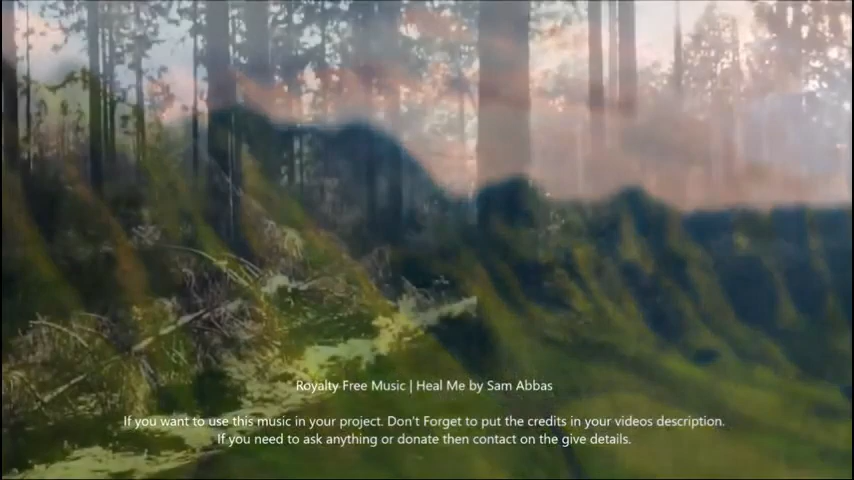 Royalty Free Music | Heal Me by Sam Abbas
If you want to use this music in your project. Don't Forget to put the credits in your videos description.
If you need to ask anything or donate then contact on the give details.